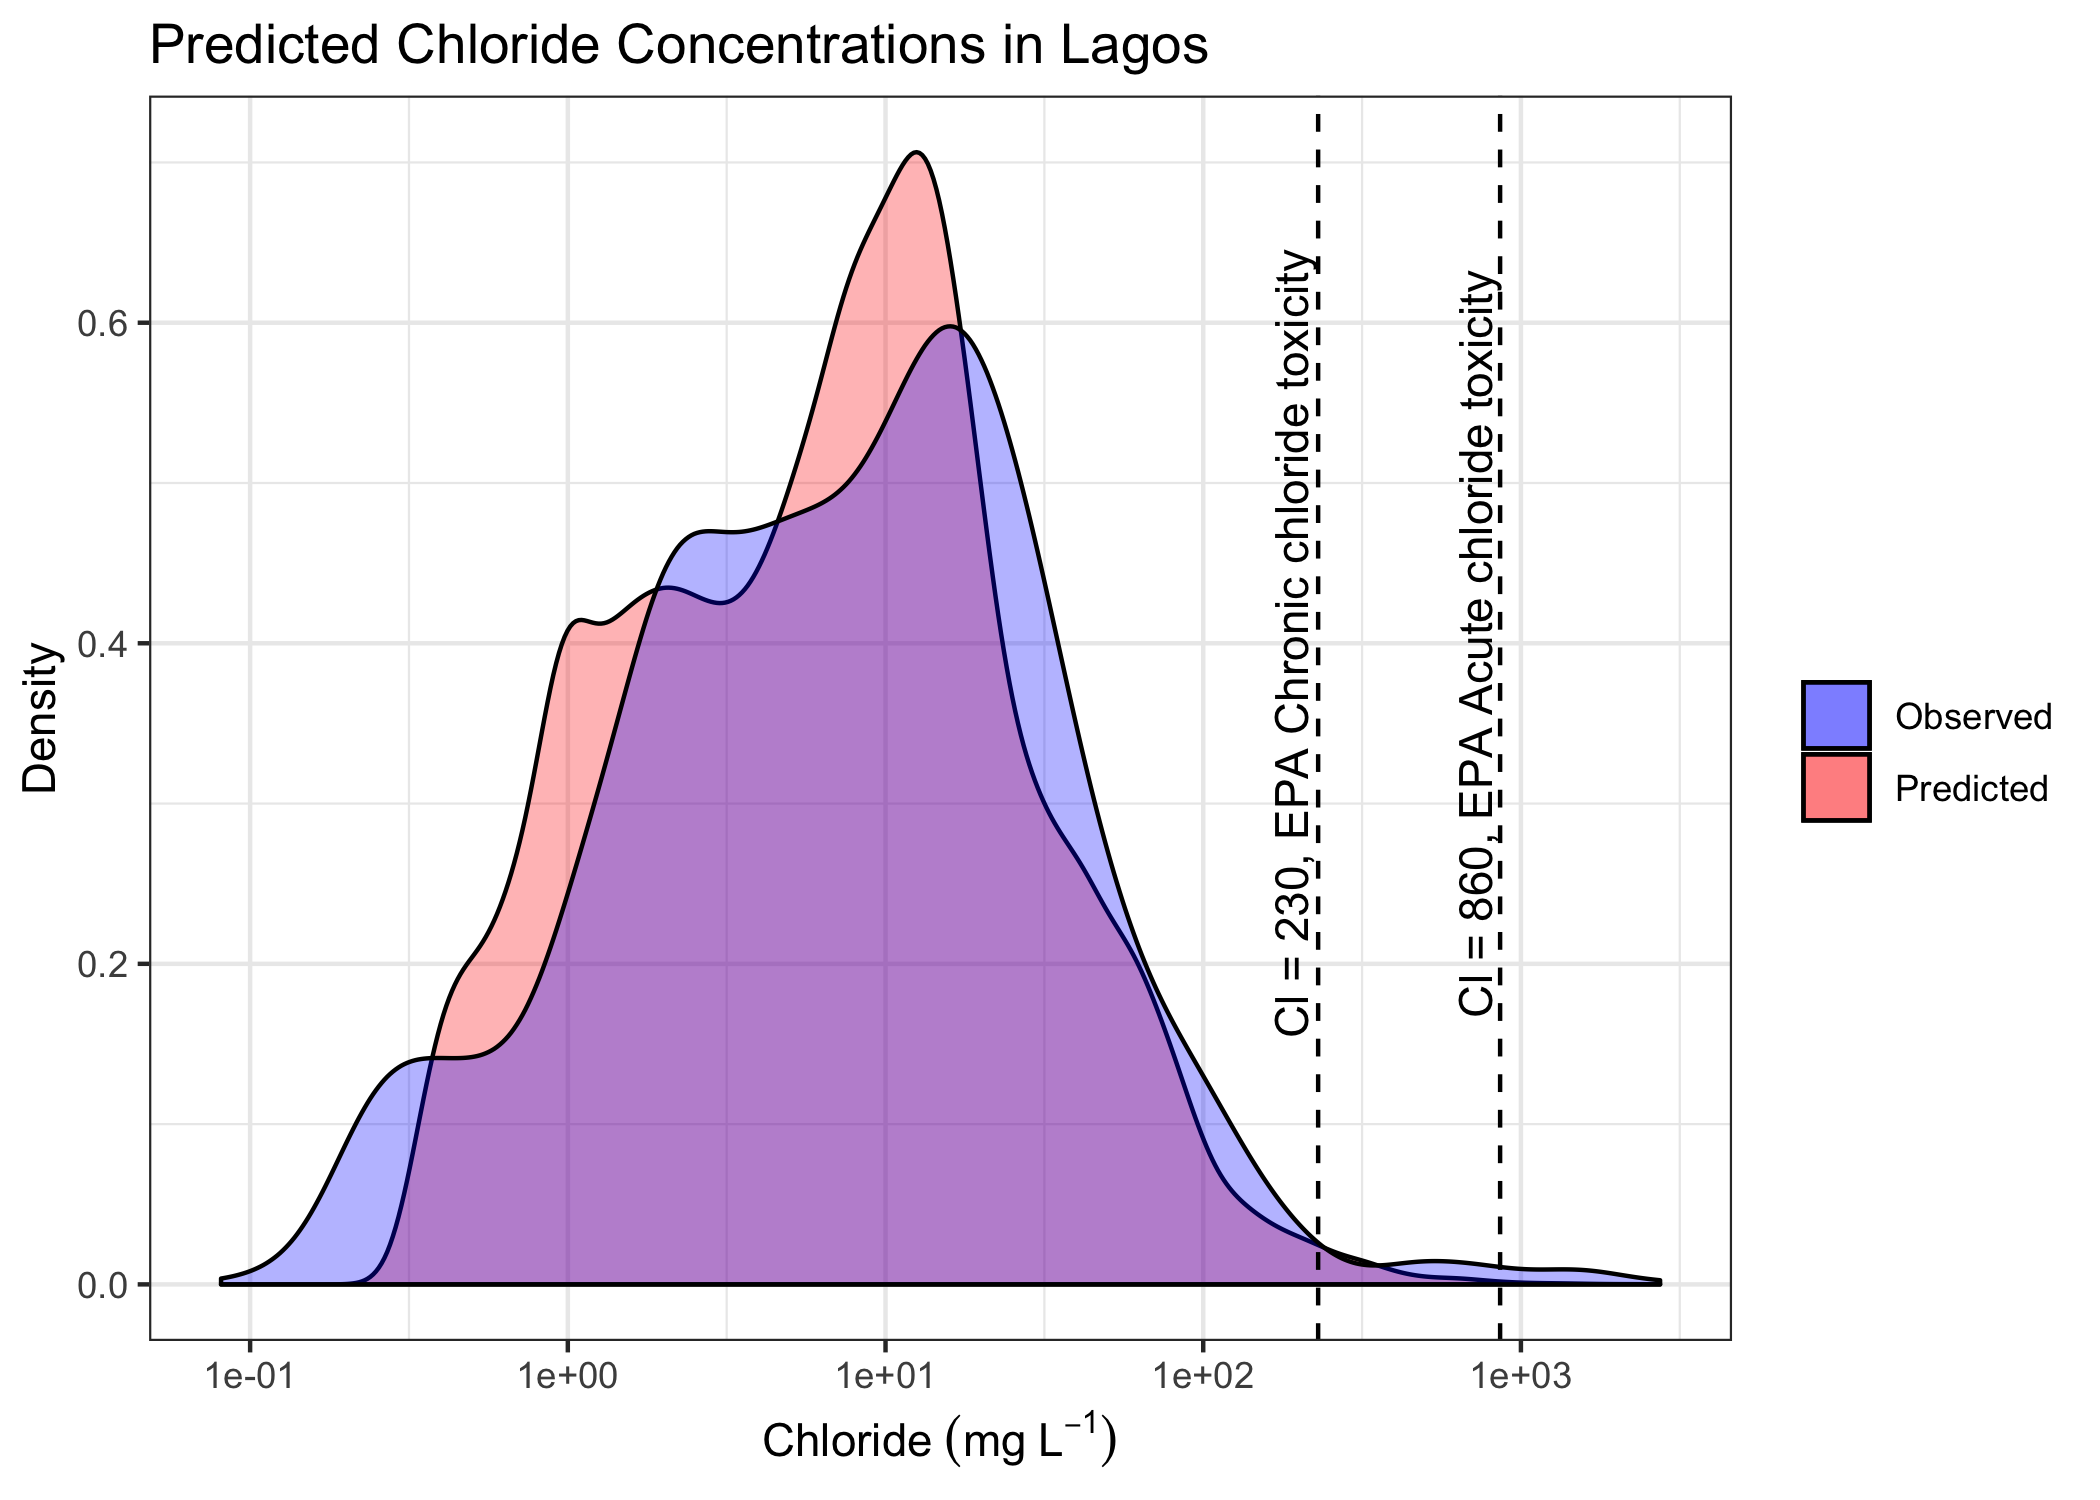 Predicted Chloride Concentrations in Lagos
Density
0.6
0.4
0.2
0.0
Cl = 230, EPA Chronic chloride toxicity
Cl = 860, EPA Acute chloride toxicity
Observed
Predicted
1e-01 1e+00 1e+01 1e+02 1e+03
Chloride (mg L⁻¹)